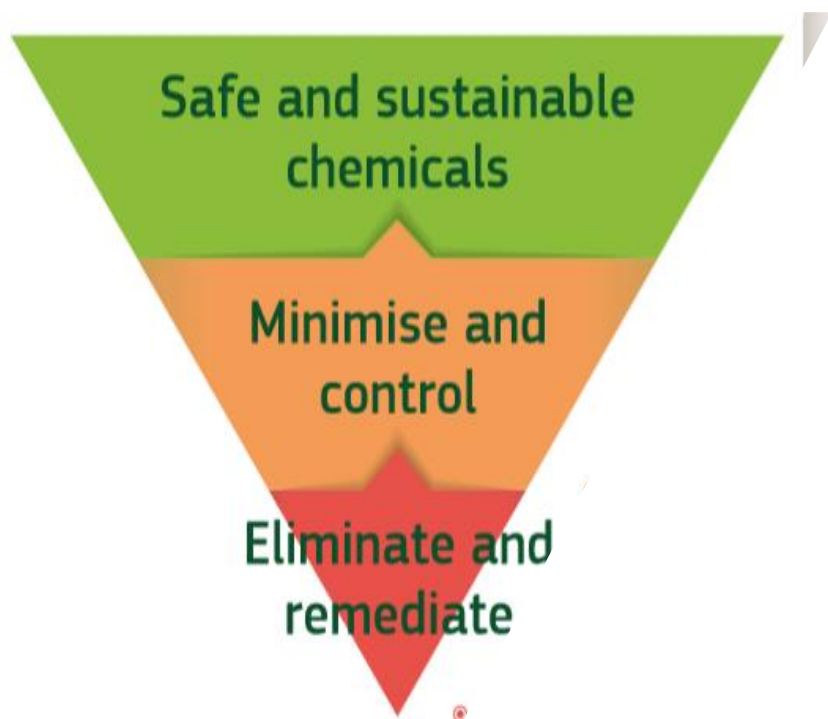 Safe and sustainable
chemicals
Minimise and
control
Eliminate and
remediate